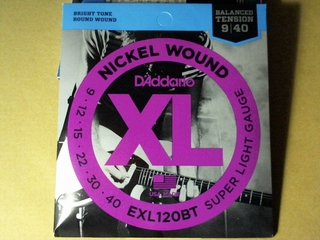 BRIGHT TONE
ROUND WOUND
BALANCED
TENSION
9|40
NICKEL WOUND
D'Addario
XL
9 · 12 · 15 · 22 · 30 · 40
EXL120BT
SUPER LIGHT GAUGE